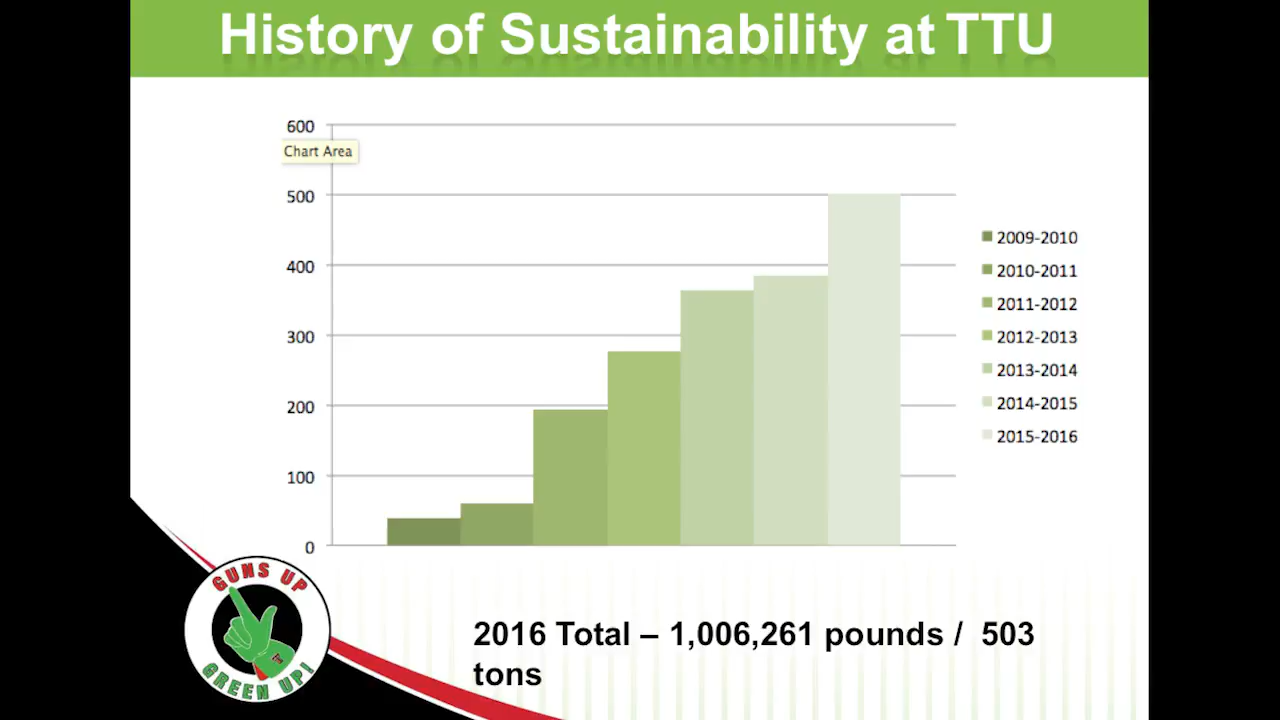 History of Sustainability at TTU
600
Chart Area
500
400
300
200
100
0
2009-2010
2010-2011
2011-2012
2012-2013
2013-2014
2014-2015
2015-2016
GUNS UP
GREEN UP!
2016 Total – 1,006,261 pounds / 503
tons